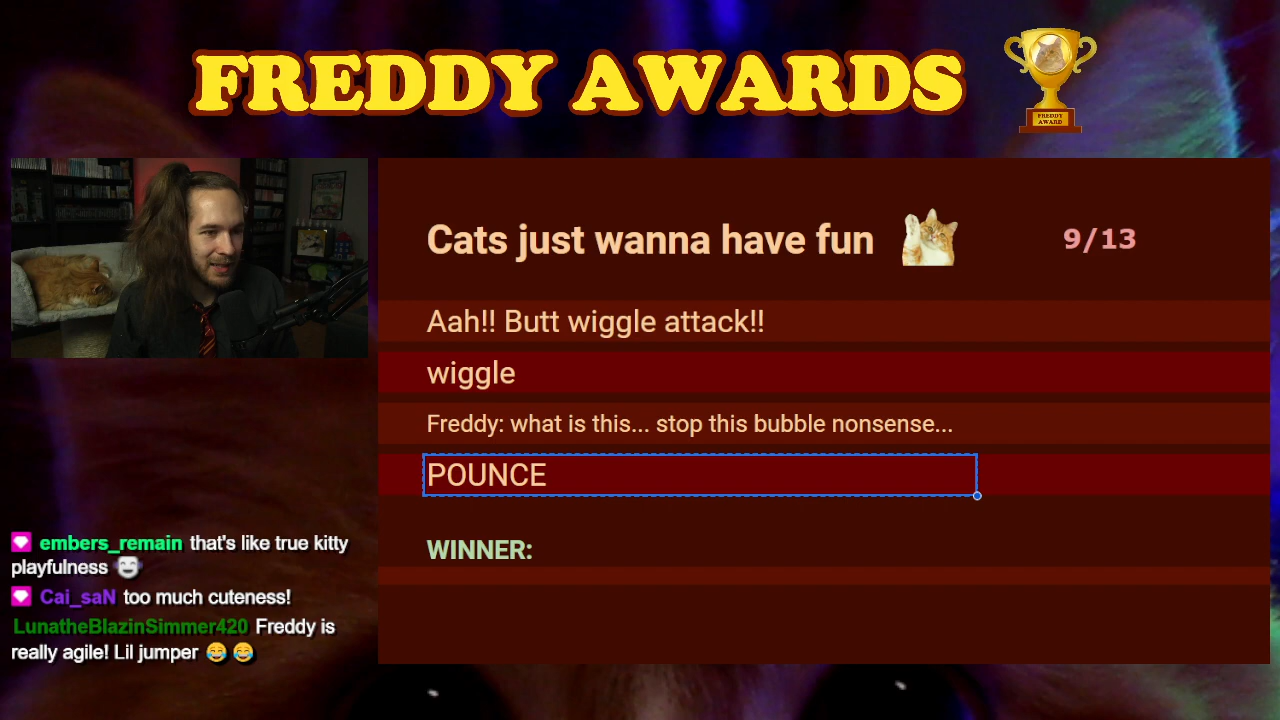 FREDDY AWARDS
FREDDY
AWARD
Cats just wanna have fun
9/13
Aah!! Butt wiggle attack!!
wiggle
Freddy: what is this... stop this bubble nonsense...
POUNCE
WINNER:
embers_remain that's like true kitty
playfulness
Cai_saN too much cuteness!
LunatheBlazinSimmer420 Freddy is
really agile! Lil jumper 😂 😂